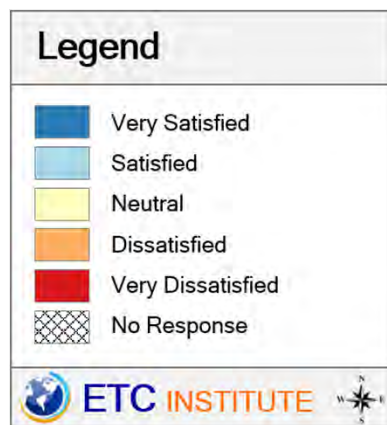 Legend
Very Satisfied
Satisfied
Neutral
Dissatisfied
Very Dissatisfied
No Response
ETC INSTITUTE
N
W E
S